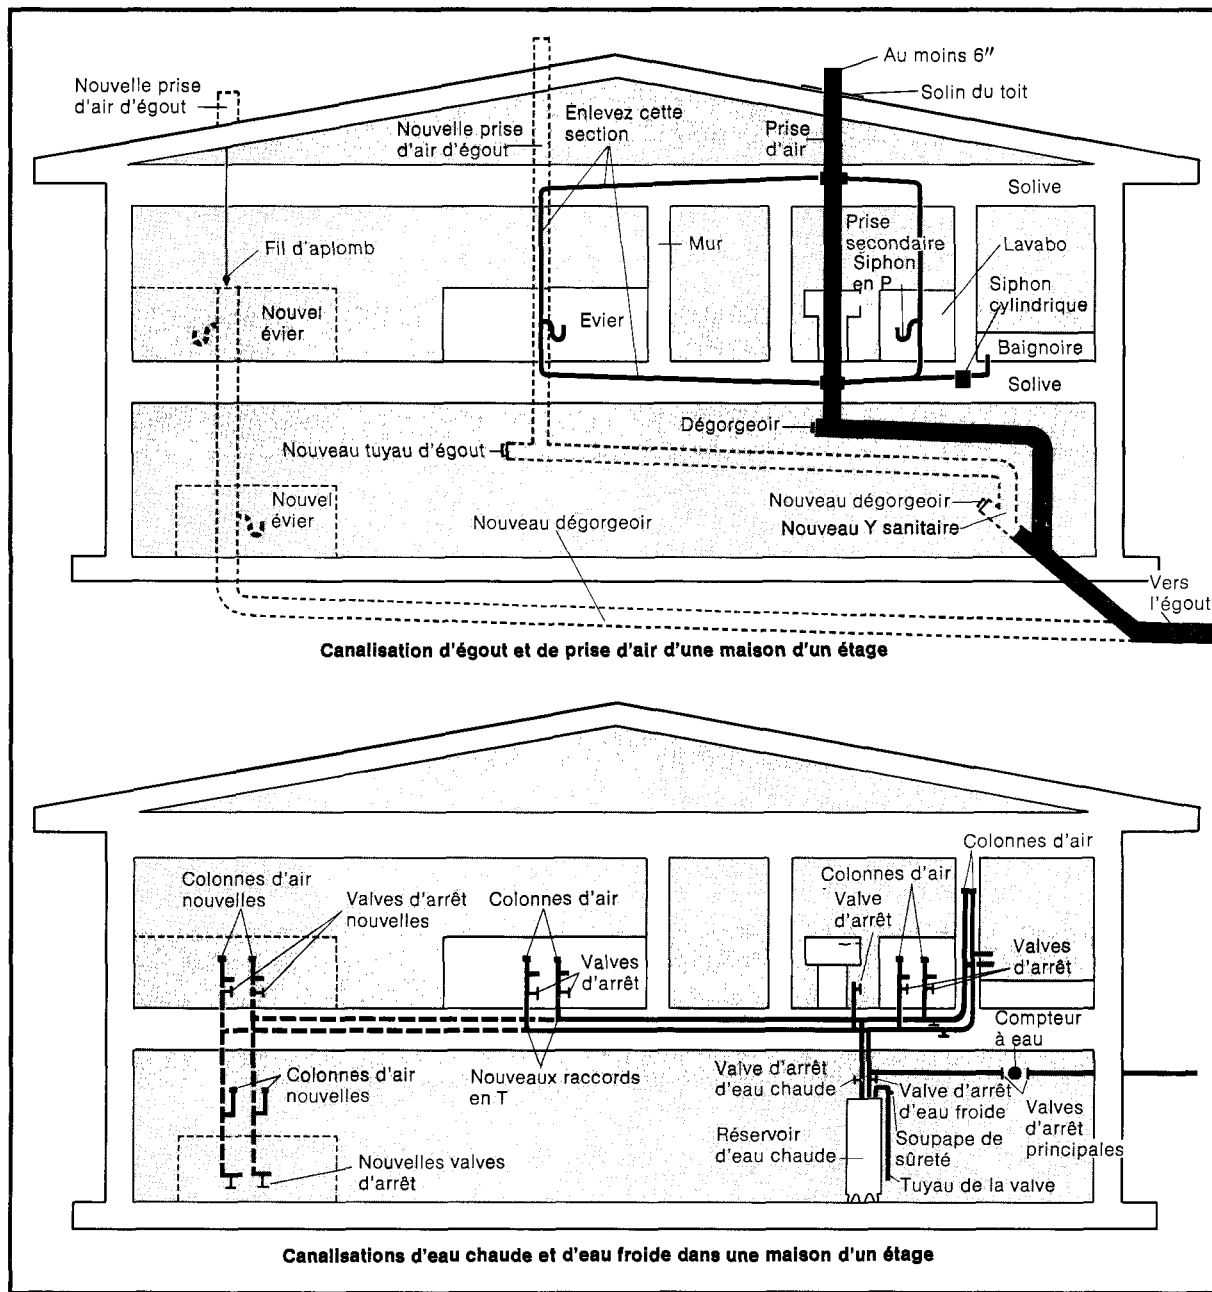 Au moins 6″
Solin du toit
Nouvelle prise
d'air d'égout
Enlevez cette
section
Nouvelle prise
d'air d'égout
Prise
d'air
Solive
Fil d'aplomb
Mur
Prise
secondaire
Siphon
en P
Lavabo
Siphon
cylindrique
Nouvel
évier
Evier
Baignoire
Solive
Dégorgeoir
Nouveau tuyau d'égout
Nouvel
évier
Nouveau dégorgeoir
Nouveau dégorgeoir
Nouveau Y sanitaire
Vers
l'égout
Canalisation d'égout et de prise d'air d'une maison d'un étage
Colonnes d'air
Colonnes d'air
nouvelles
Valves d'arrêt
nouvelles
Colonnes d'air
Colonnes d'air
Valve
d'arrêt
Valves
d'arrêt
Valves
d'arrêt
Compteur
à eau
Colonnes d'air
nouvelles
Nouveaux raccords
en T
Valve d'arrêt
d'eau chaude
Valve d'arrêt
d'eau froide
Valves
d'arrêt
principales
Réservoir
d'eau chaude
Soupape de
sûreté
Nouvelles valves
d'arrêt
Tuyau de la valve
Canalisations d'eau chaude et d'eau froide dans une maison d'un étage